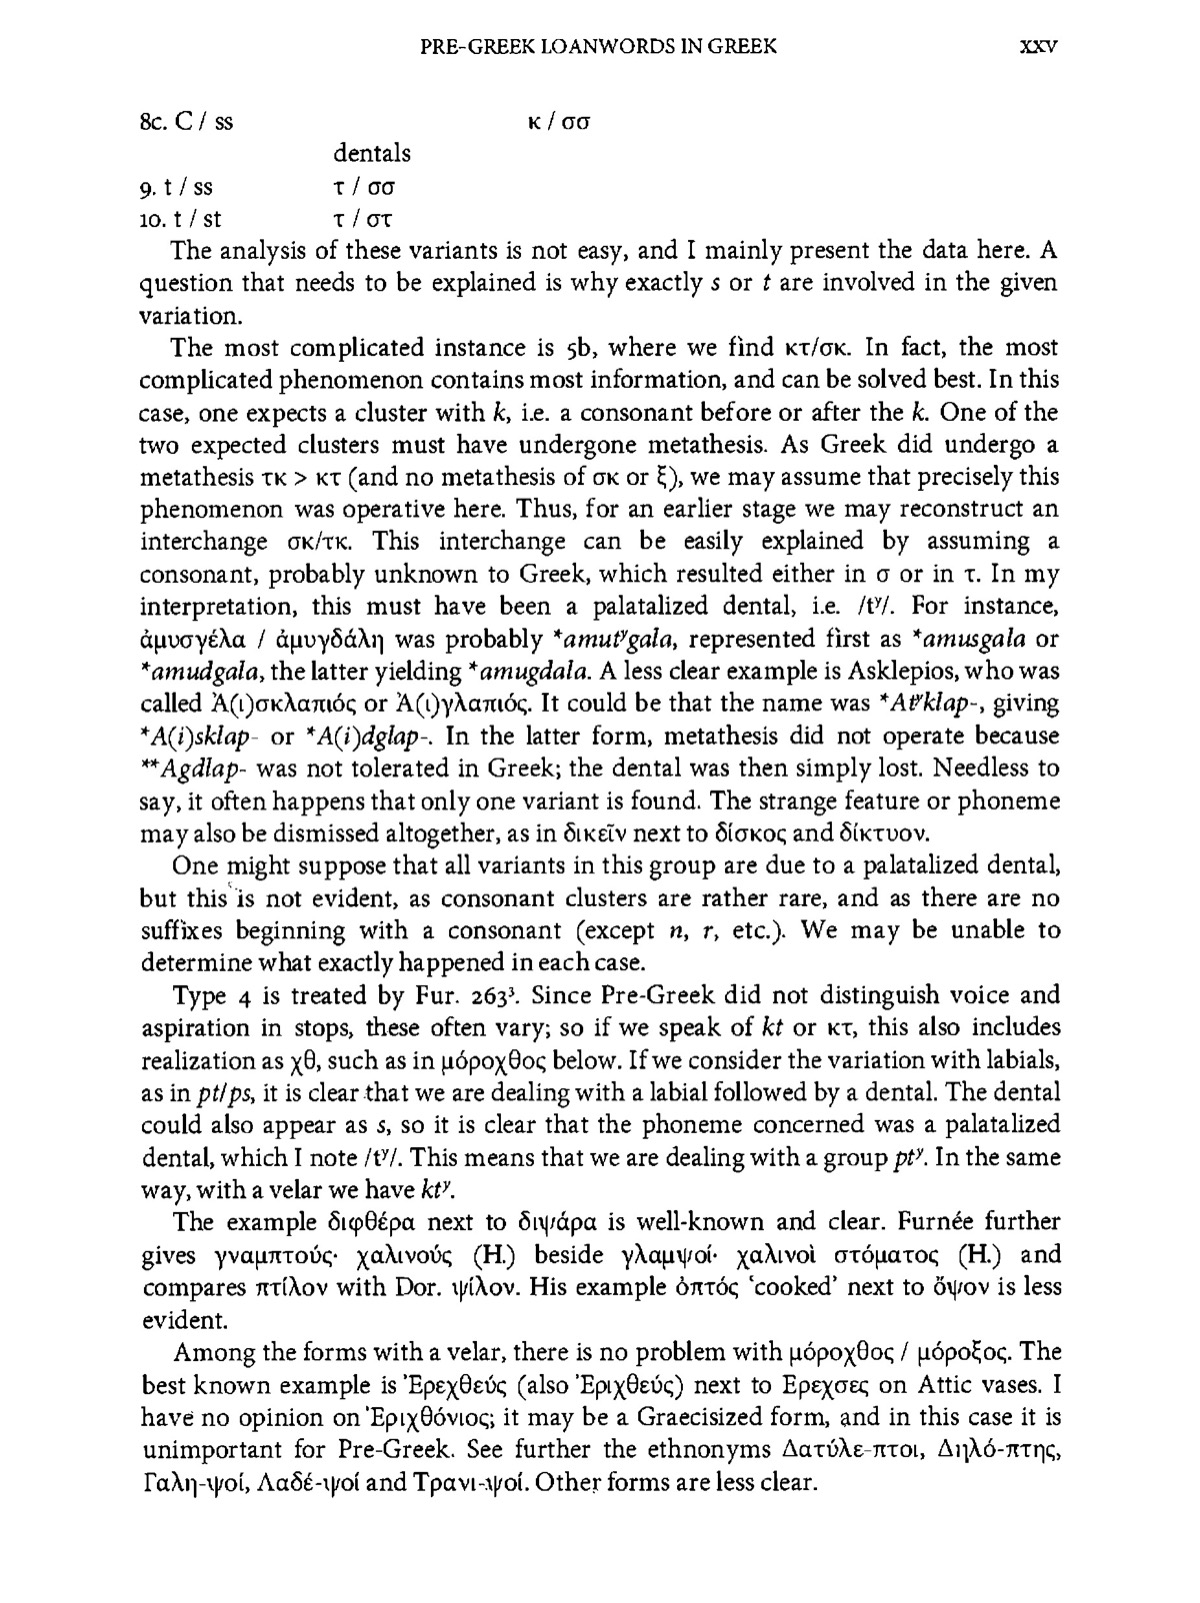 PRE-GREEK LOANWORDS IN GREEK xxv
8c. C / ss κ / σσ
dentals
9. t / ss τ / σσ
10. t / st τ / στ
The analysis of these variants is not easy, and I mainly present the data here. A
question that needs to be explained is why exactly s or t are involved in the given
variation.
The most complicated instance is 5b, where we find κτ/σκ. In fact, the most
complicated phenomenon contains most information, and can be solved best. In this
case, one expects a cluster with k, i.e. a consonant before or after the k. One of the
two expected clusters must have undergone metathesis. As Greek did undergo a
metathesis τκ > κτ (and no metathesis of σκ or ξ), we may assume that precisely this
phenomenon was operative here. Thus, for an earlier stage we may reconstruct an
interchange σκ/τκ. This interchange can be easily explained by assuming a
consonant, probably unknown to Greek, which resulted either in σ or in τ. In my
interpretation, this must have been a palatalized dental, i.e. /tʸ/. For instance,
ἀμυσγέλα / ἀμυγδάλη was probably *amutʸgala, represented first as *amusgala or
*amudgala, the latter yielding *amugdala. A less clear example is Asklepios, who was
called Ἀ(ι)σκλαπιός or Ἀ(ι)γλαπιός. It could be that the name was *Atʸklap-, giving
*A(i)sklap- or *A(i)dglap-. In the latter form, metathesis did not operate because
**Agdlap- was not tolerated in Greek; the dental was then simply lost. Needless to
say, it often happens that only one variant is found. The strange feature or phoneme
may also be dismissed altogether, as in δικεῖν next to δίσκος and δίκτυον.
One might suppose that all variants in this group are due to a palatalized dental,
but this is not evident, as consonant clusters are rather rare, and as there are no
suffixes beginning with a consonant (except n, r, etc.). We may be unable to
determine what exactly happened in each case.
Type 4 is treated by Fur. 263³. Since Pre-Greek did not distinguish voice and
aspiration in stops, these often vary; so if we speak of kt or κτ, this also includes
realization as χθ, such as in μόροχθος below. If we consider the variation with labials,
as in pt/ps, it is clear that we are dealing with a labial followed by a dental. The dental
could also appear as s, so it is clear that the phoneme concerned was a palatalized
dental, which I note /tʸ/. This means that we are dealing with a group ptʸ. In the same
way, with a velar we have ktʸ.
The example διφθέρα next to διψάρα is well-known and clear. Furnée further
gives γναμπτούς· χαλινούς (H.) beside γλαμψοί· χαλινοὶ στόματος (H.) and
compares πτίλον with Dor. ψίλον. His example ὀπτός ‘cooked’ next to ὄψον is less
evident.
Among the forms with a velar, there is no problem with μόροχθος / μόροξος. The
best known example is Ἐρεχθεύς (also Ἐριχθεύς) next to Ερεχσες on Attic vases. I
have no opinion on Ἐριχθόνιος; it may be a Graecisized form, and in this case it is
unimportant for Pre-Greek. See further the ethnonyms Δατύλε-πτοι, Διηλό-πτης,
Γαλη-ψοί, Λαδέ-ψοί and Τρανι-ψοί. Other forms are less clear.